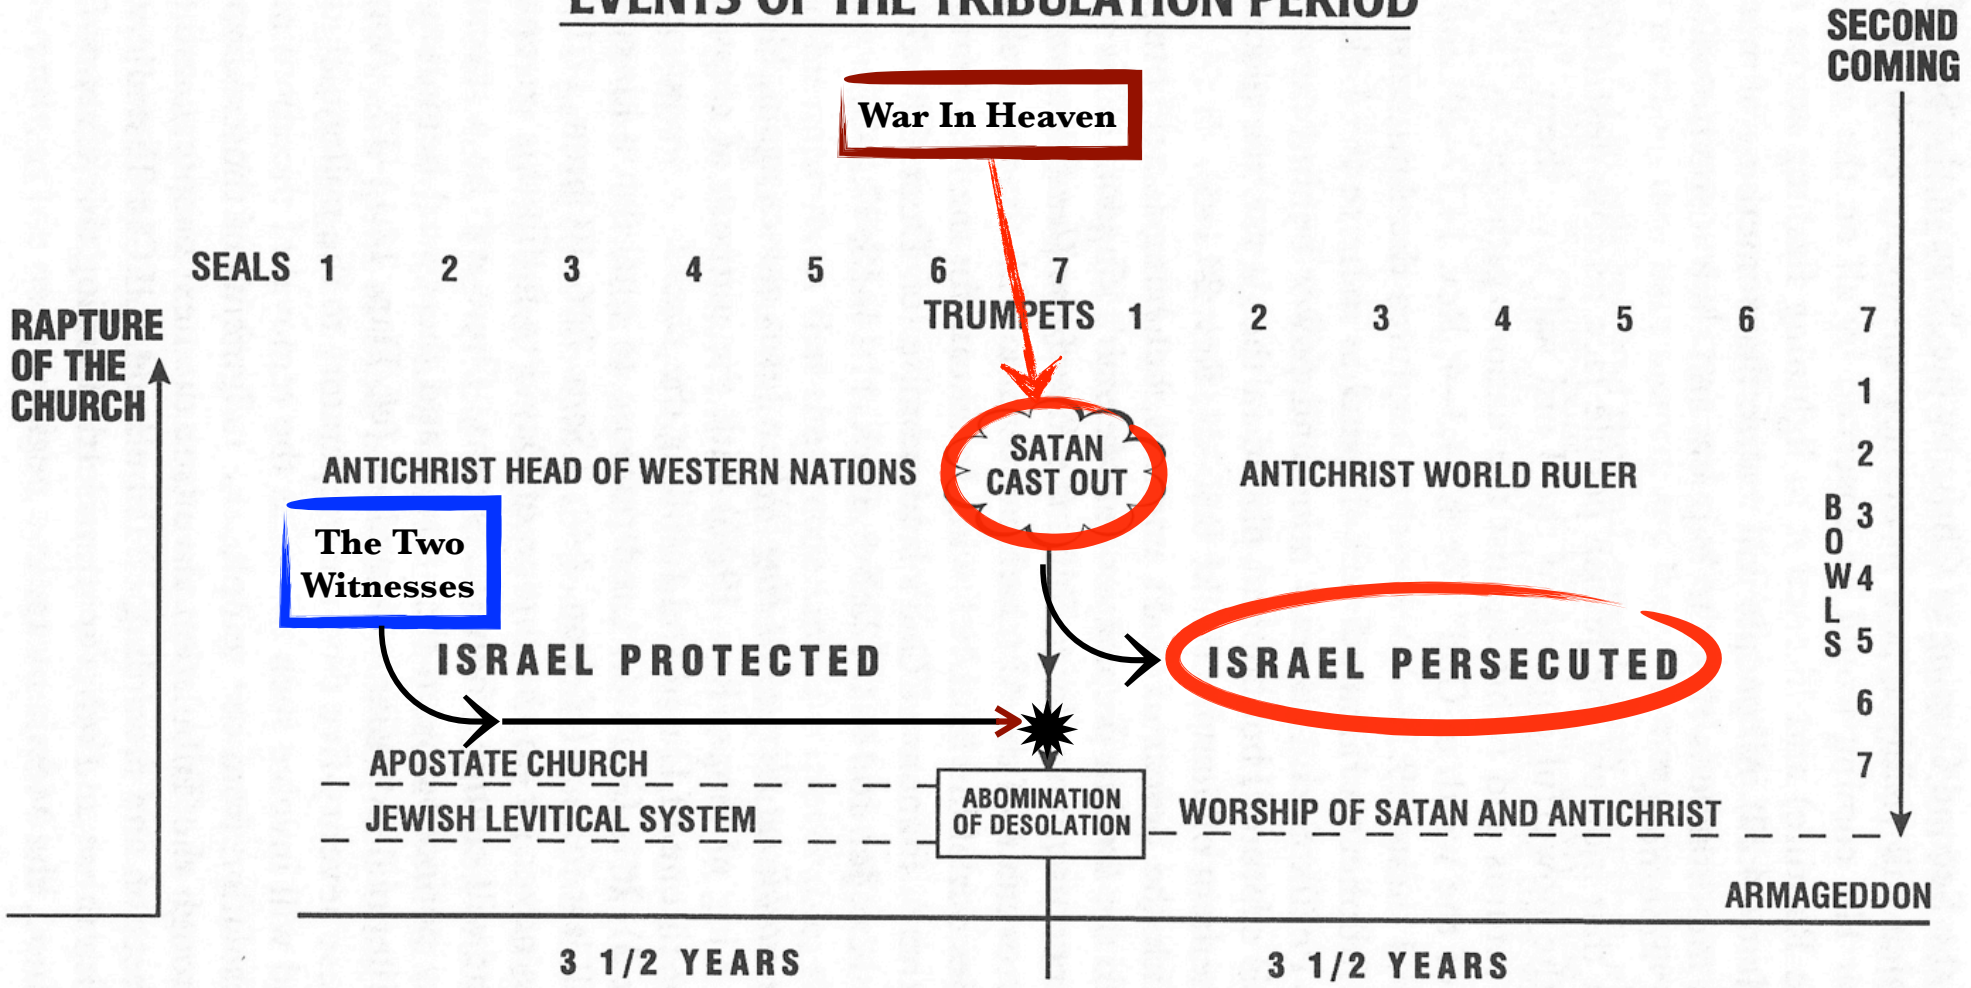 EVENTS OF THE TRIBULATION PERIOD
SECOND
COMING
War In Heaven
SEALS 1 2 3 4 5 6 7
TRUMPETS 1 2 3 4 5 6 7
RAPTURE
OF THE
CHURCH
SATAN
CAST OUT
ANTICHRIST HEAD OF WESTERN NATIONS
ANTICHRIST WORLD RULER
BOWLS
1
2
3
4
5
6
7
The Two
Witnesses
ISRAEL PROTECTED
ISRAEL PERSECUTED
APOSTATE CHURCH
JEWISH LEVITICAL SYSTEM
ABOMINATION
OF DESOLATION
WORSHIP OF SATAN AND ANTICHRIST
ARMAGEDDON
3 1/2 YEARS
3 1/2 YEARS